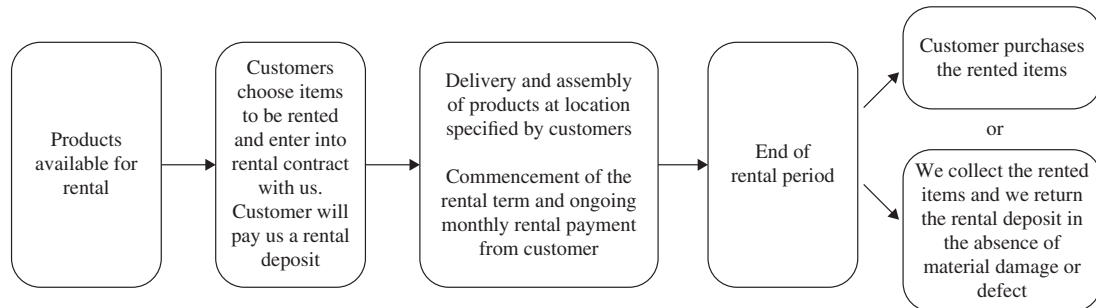 Products
available for
rental
Customers
choose items
to be rented
and enter into
rental contract
with us.
Customer will
pay us a rental
deposit
Delivery and assembly
of products at location
specified by customers
Commencement of the
rental term and ongoing
monthly rental payment
from customer
End of
rental period
Customer purchases
the rented items
or
We collect the rented
items and we return
the rental deposit in
the absence of
material damage or
defect